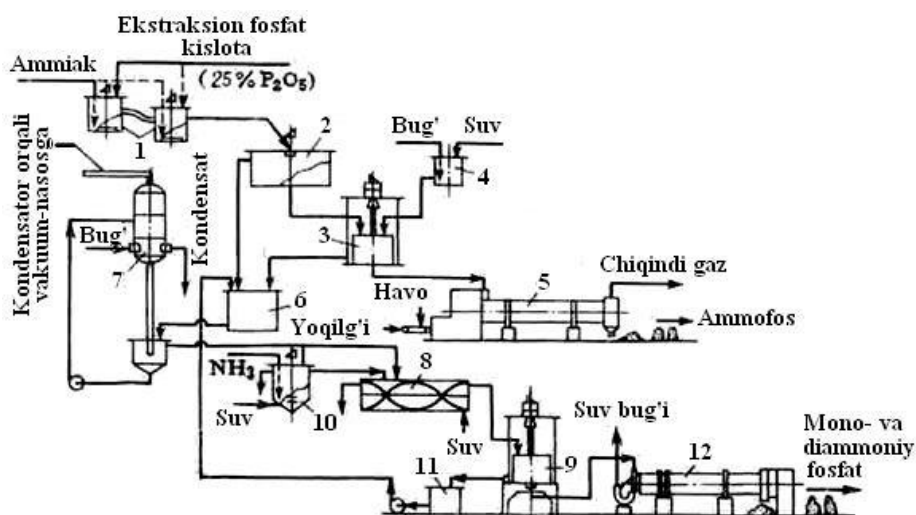 Ekstraksion fosfat
kislota
(25% P₂O₅)
Ammiak
1
2
Bug'
Suv
4
3
Kondensator orqali
vakuum-nasosga
Kondensat
Bug'
7
6
Havo
Yoqilg'i
5
Chiqindi gaz
Ammofos
NH₃
Suv
10
8
Suv
Suv bug'i
9
11
12
Mono- va
diammoniy
fosfat